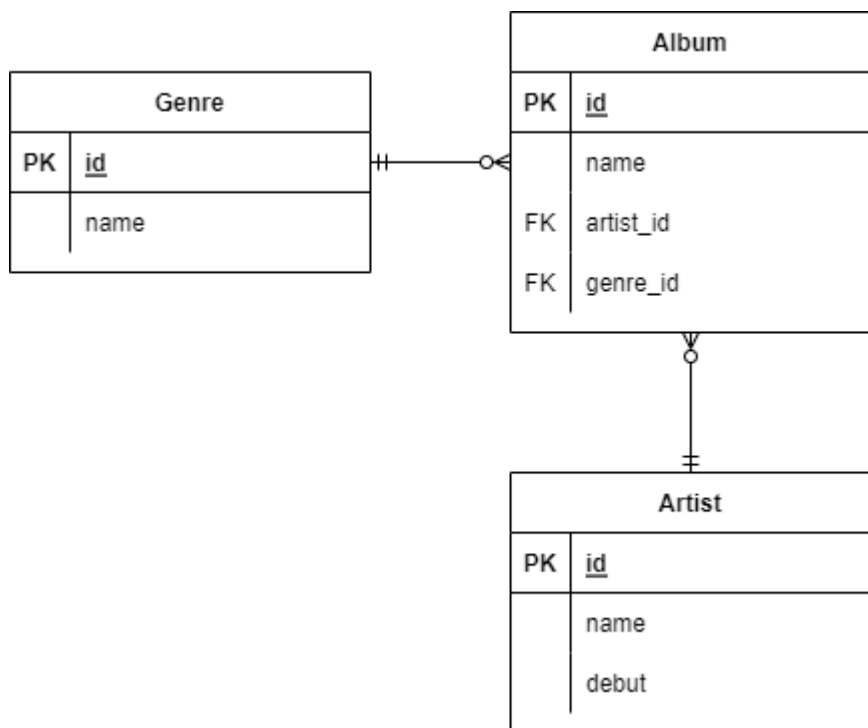 Genre
PK id
name
Album
PK id
name
FK artist_id
FK genre_id
Artist
PK id
name
debut